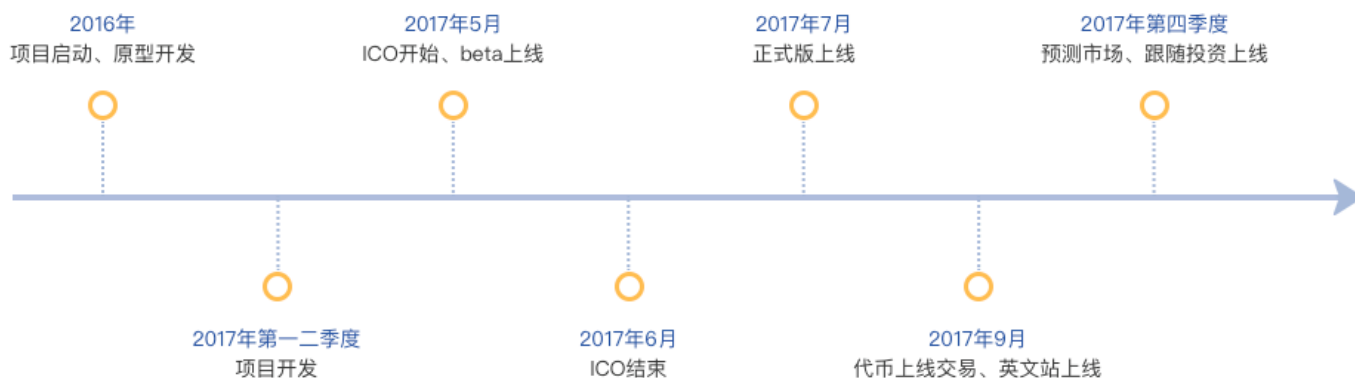 2016年
项目启动、原型开发
2017年第一二季度
项目开发
2017年5月
ICO开始、beta上线
2017年6月
ICO结束
2017年7月
正式版上线
2017年9月
代币上线交易、英文站上线
2017年第四季度
预测市场、跟随投资上线